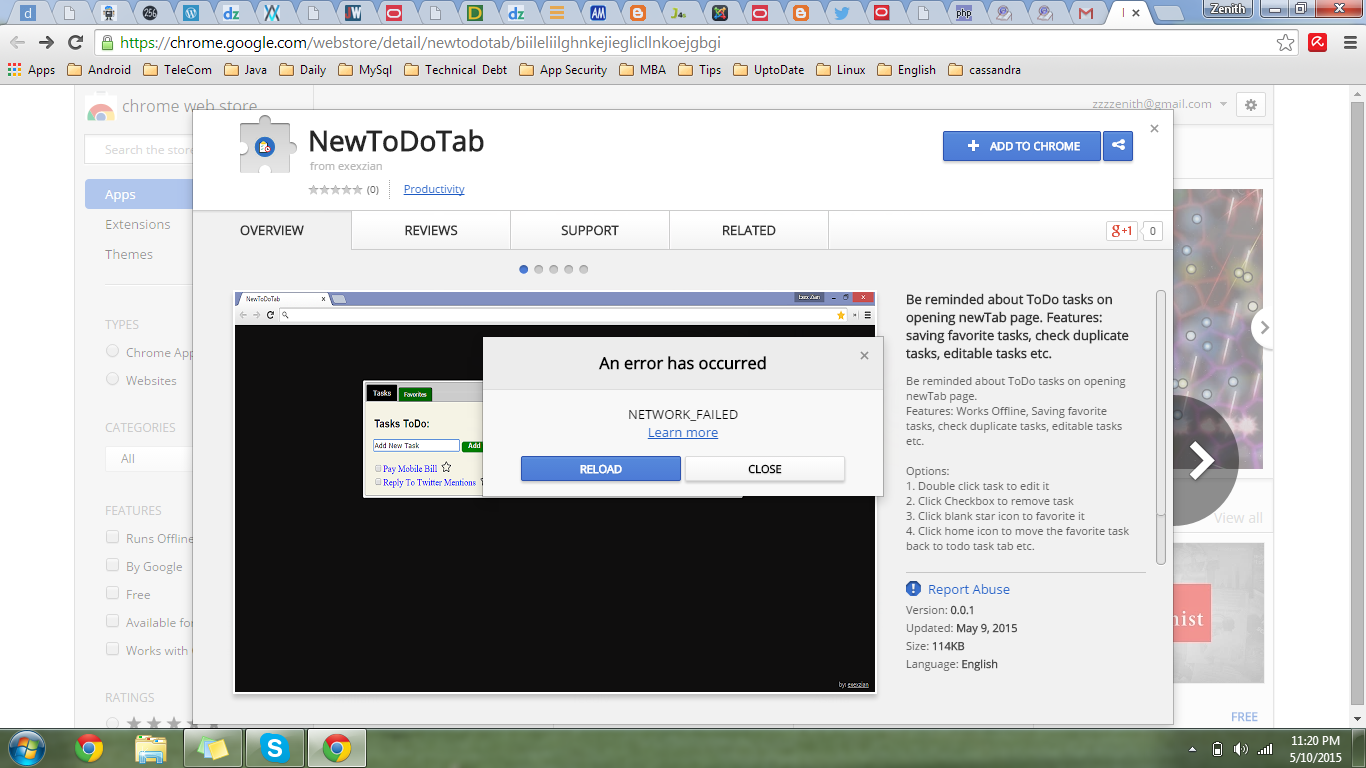 Zenith
https://chrome.google.com/webstore/detail/newtodotab/biileliilghnkejieglicllnkoejgbgi
Apps Android TeleCom Java Daily MySql Technical Debt App Security MBA Tips UptoDate Linux English cassandra
chrome web store
zzzzenith@gmail.com
Search the store
Apps
Extensions
Themes
TYPES
Chrome App
Websites
CATEGORIES
All
FEATURES
Runs Offline
By Google
Free
Available for
Works with
RATINGS
NewToDoTab
from exexzian
(0)
Productivity
ADD TO CHROME
OVERVIEW REVIEWS SUPPORT RELATED
g+1 0
NewToDoTab
Exex Zian
Tasks Favorites
Tasks ToDo:
Add New Task Add
Pay Mobile Bill
Reply To Twitter Mentions
by: exexzian
An error has occurred
NETWORK_FAILED
Learn more
RELOAD CLOSE
Be reminded about ToDo tasks on
opening newTab page. Features:
saving favorite tasks, check duplicate
tasks, editable tasks etc.
Be reminded about ToDo tasks on opening
newTab page.
Features: Works Offline, Saving favorite
tasks, check duplicate tasks, editable tasks
etc.
Options:
1. Double click task to edit it
2. Click Checkbox to remove task
3. Click blank star icon to favorite it
4. Click home icon to move the favorite task
back to todo task tab etc.
Report Abuse
Version: 0.0.1
Updated: May 9, 2015
Size: 114KB
Language: English
View all
nist
FREE
11:20 PM
5/10/2015